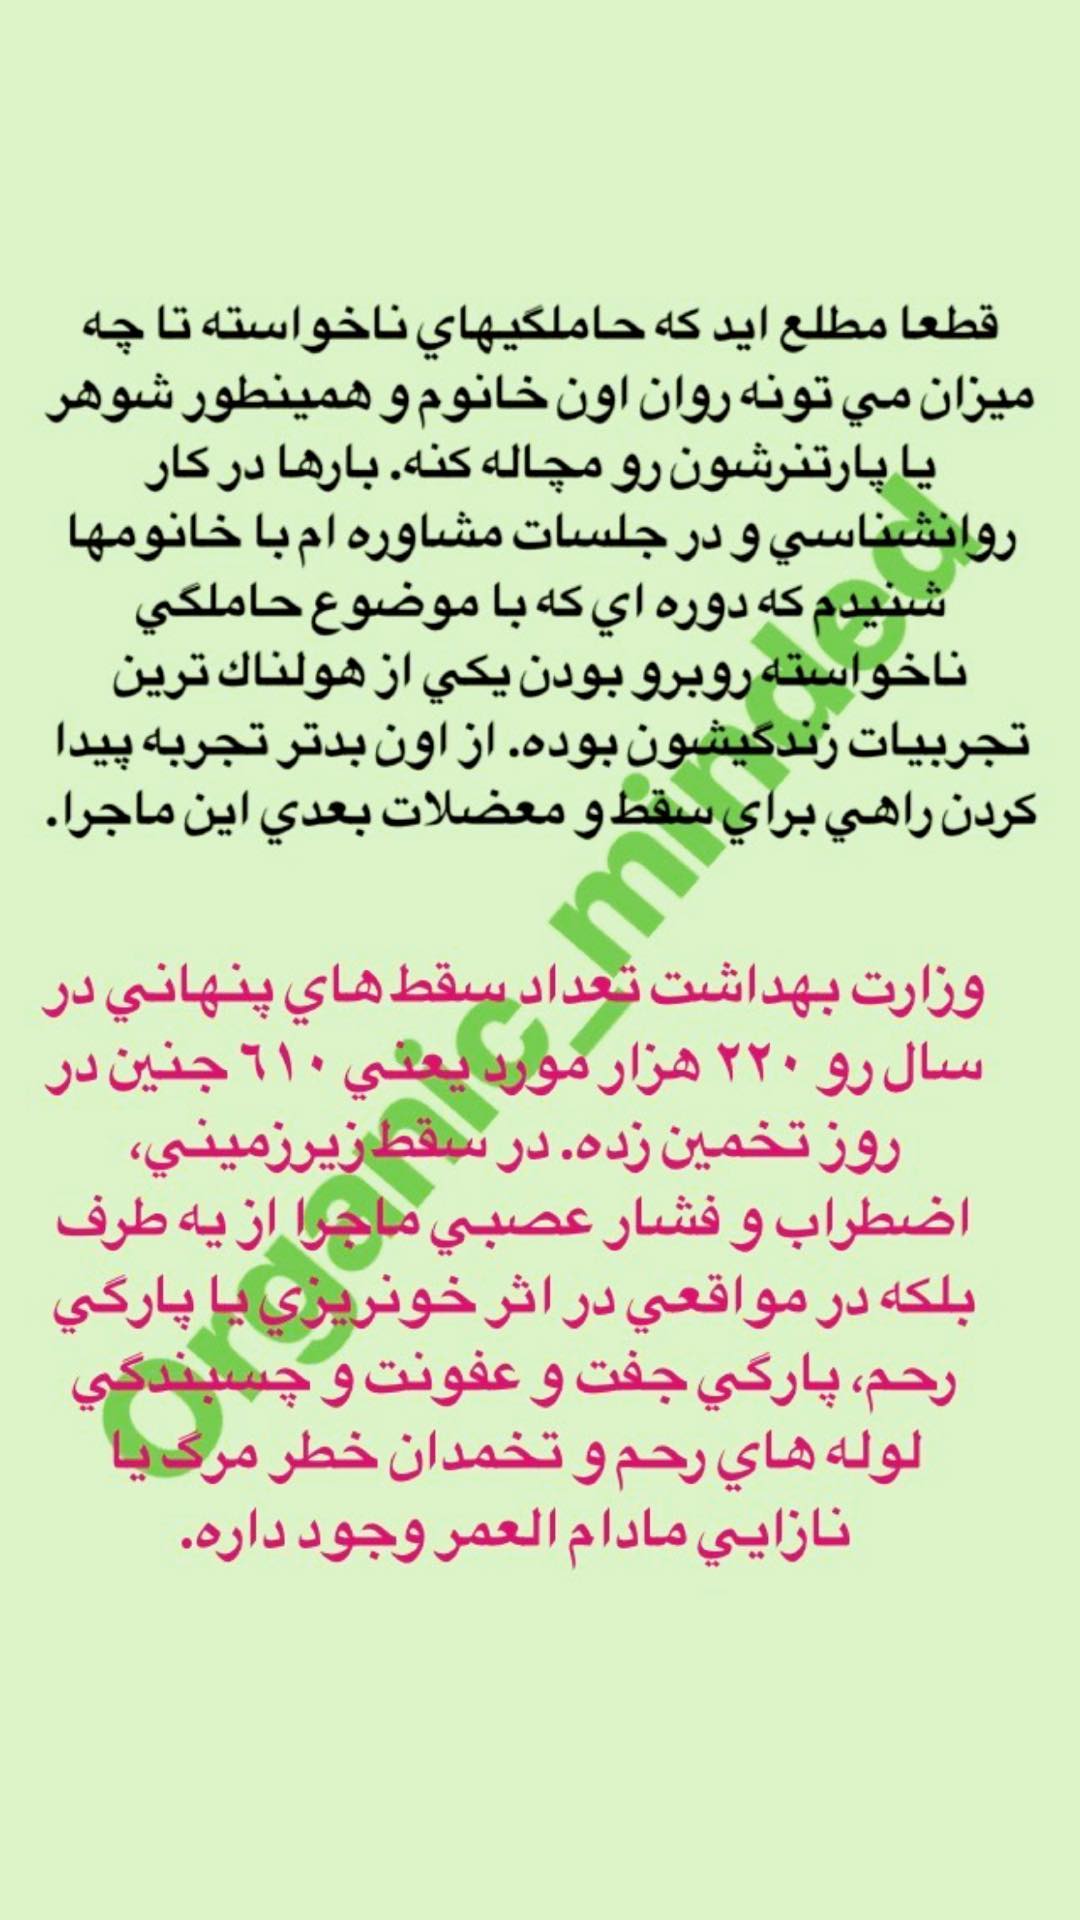 قطعا مطلع ايد كه حاملگيهاي ناخواسته تا چه
ميزان مي تونه روان اون خانوم و همينطور شوهر
يا پارتنرشون رو مچاله كنه. بارها در كار
روانشناسي و در جلسات مشاوره ام با خانومها
شنيدم كه دوره اي كه با موضوع حاملگي
ناخواسته روبرو بودن يكي از هولناك ترين
تجربيات زندگيشون بوده. از اون بدتر تجربه پيدا
كردن راهي براي سقط و معضلات بعدي اين ماجرا.
وزارت بهداشت تعداد سقط هاي پنهاني در
سال رو ٢٢٠ هزار مورد يعني ٦١٠ جنين در
روز تخمين زده. در سقط زيرزميني،
اضطراب و فشار عصبي ماجرا از يه طرف
بلكه در مواقعي در اثر خونريزي يا پارگي
رحم، پارگي جفت و عفونت و چسبندگي
لوله هاي رحم و تخمدان خطر مرگ يا
نازايي مادام العمر وجود داره.
Organic_minded